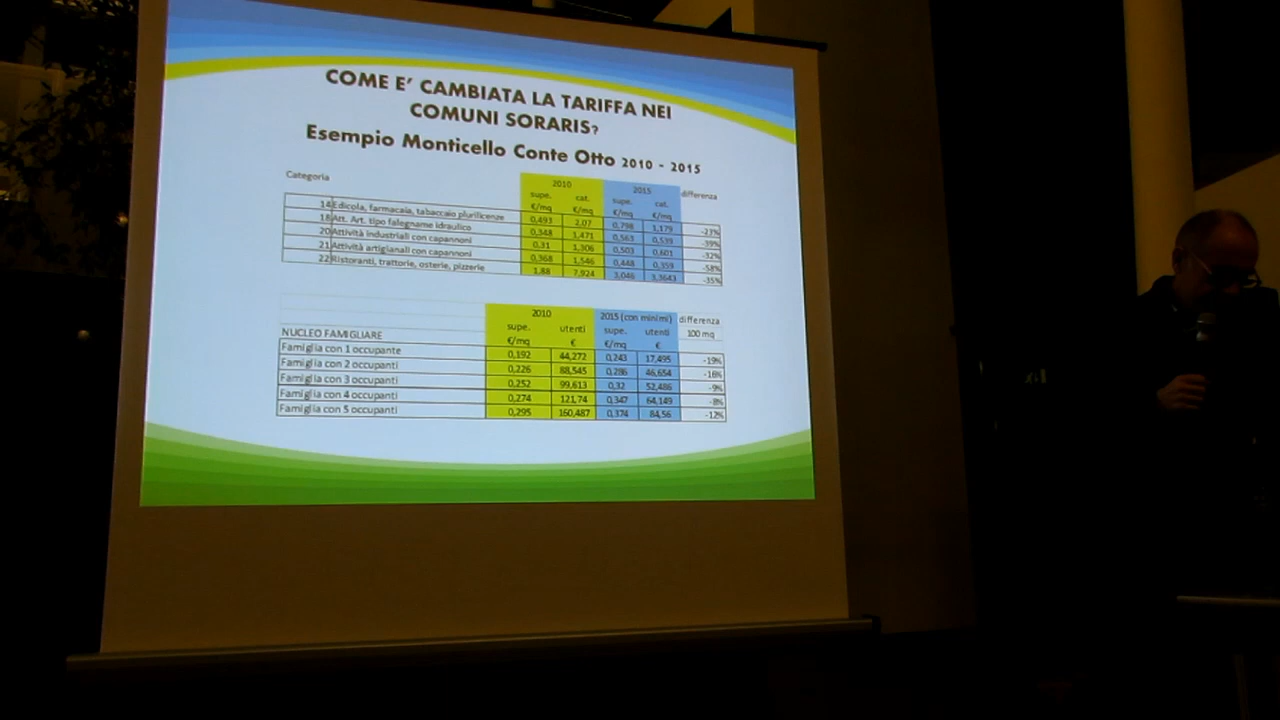 COME E' CAMBIATA LA TARIFFA NEI
COMUNI SORARIS?
Esempio Monticello Conte Otto 2010 - 2015
Categoria 2010 2015 differenza
supe. cat. supe. cat.
€/mq €/mq €/mq €/mq
14 Edicola, farmacaia, tabaccaio plurilicenze 0,493 2,07 0,798 1,179 -23%
18 Att. Art. tipo falegname idraulico 0,348 1,471 0,563 0,539 -39%
20 Attività industriali con capannoni 0,31 1,306 0,503 0,601 -32%
21 Attività artigianali con capannoni 0,368 1,546 0,448 0,359 -58%
22 Ristoranti, trattorie, osterie, pizzerie 1,88 7,924 3,046 3,3643 -35%
2010 2015 (con minimi) differenza
supe. utenti supe. utenti 100 mq
NUCLEO FAMIGLIARE €/mq € €/mq €
Famiglia con 1 occupante 0,192 44,272 0,243 17,495 -19%
Famiglia con 2 occupanti 0,226 88,545 0,286 46,654 -16%
Famiglia con 3 occupanti 0,252 99,613 0,32 52,486 -9%
Famiglia con 4 occupanti 0,274 121,74 0,347 64,149 -8%
Famiglia con 5 occupanti 0,295 160,487 0,374 84,56 -12%